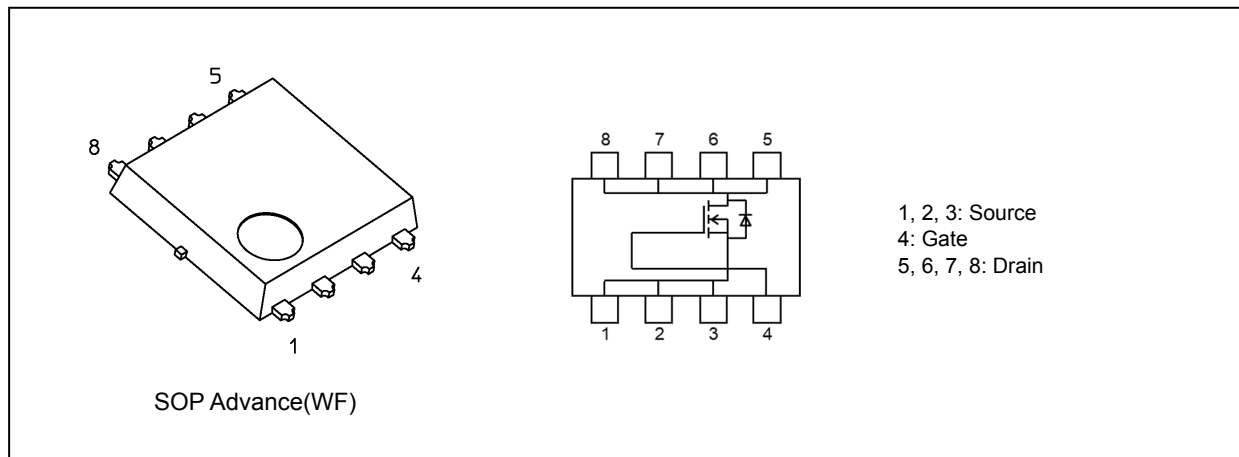 5
8
4
1
SOP Advance(WF)
8 7 6 5
1 2 3 4
1, 2, 3: Source
4: Gate
5, 6, 7, 8: Drain